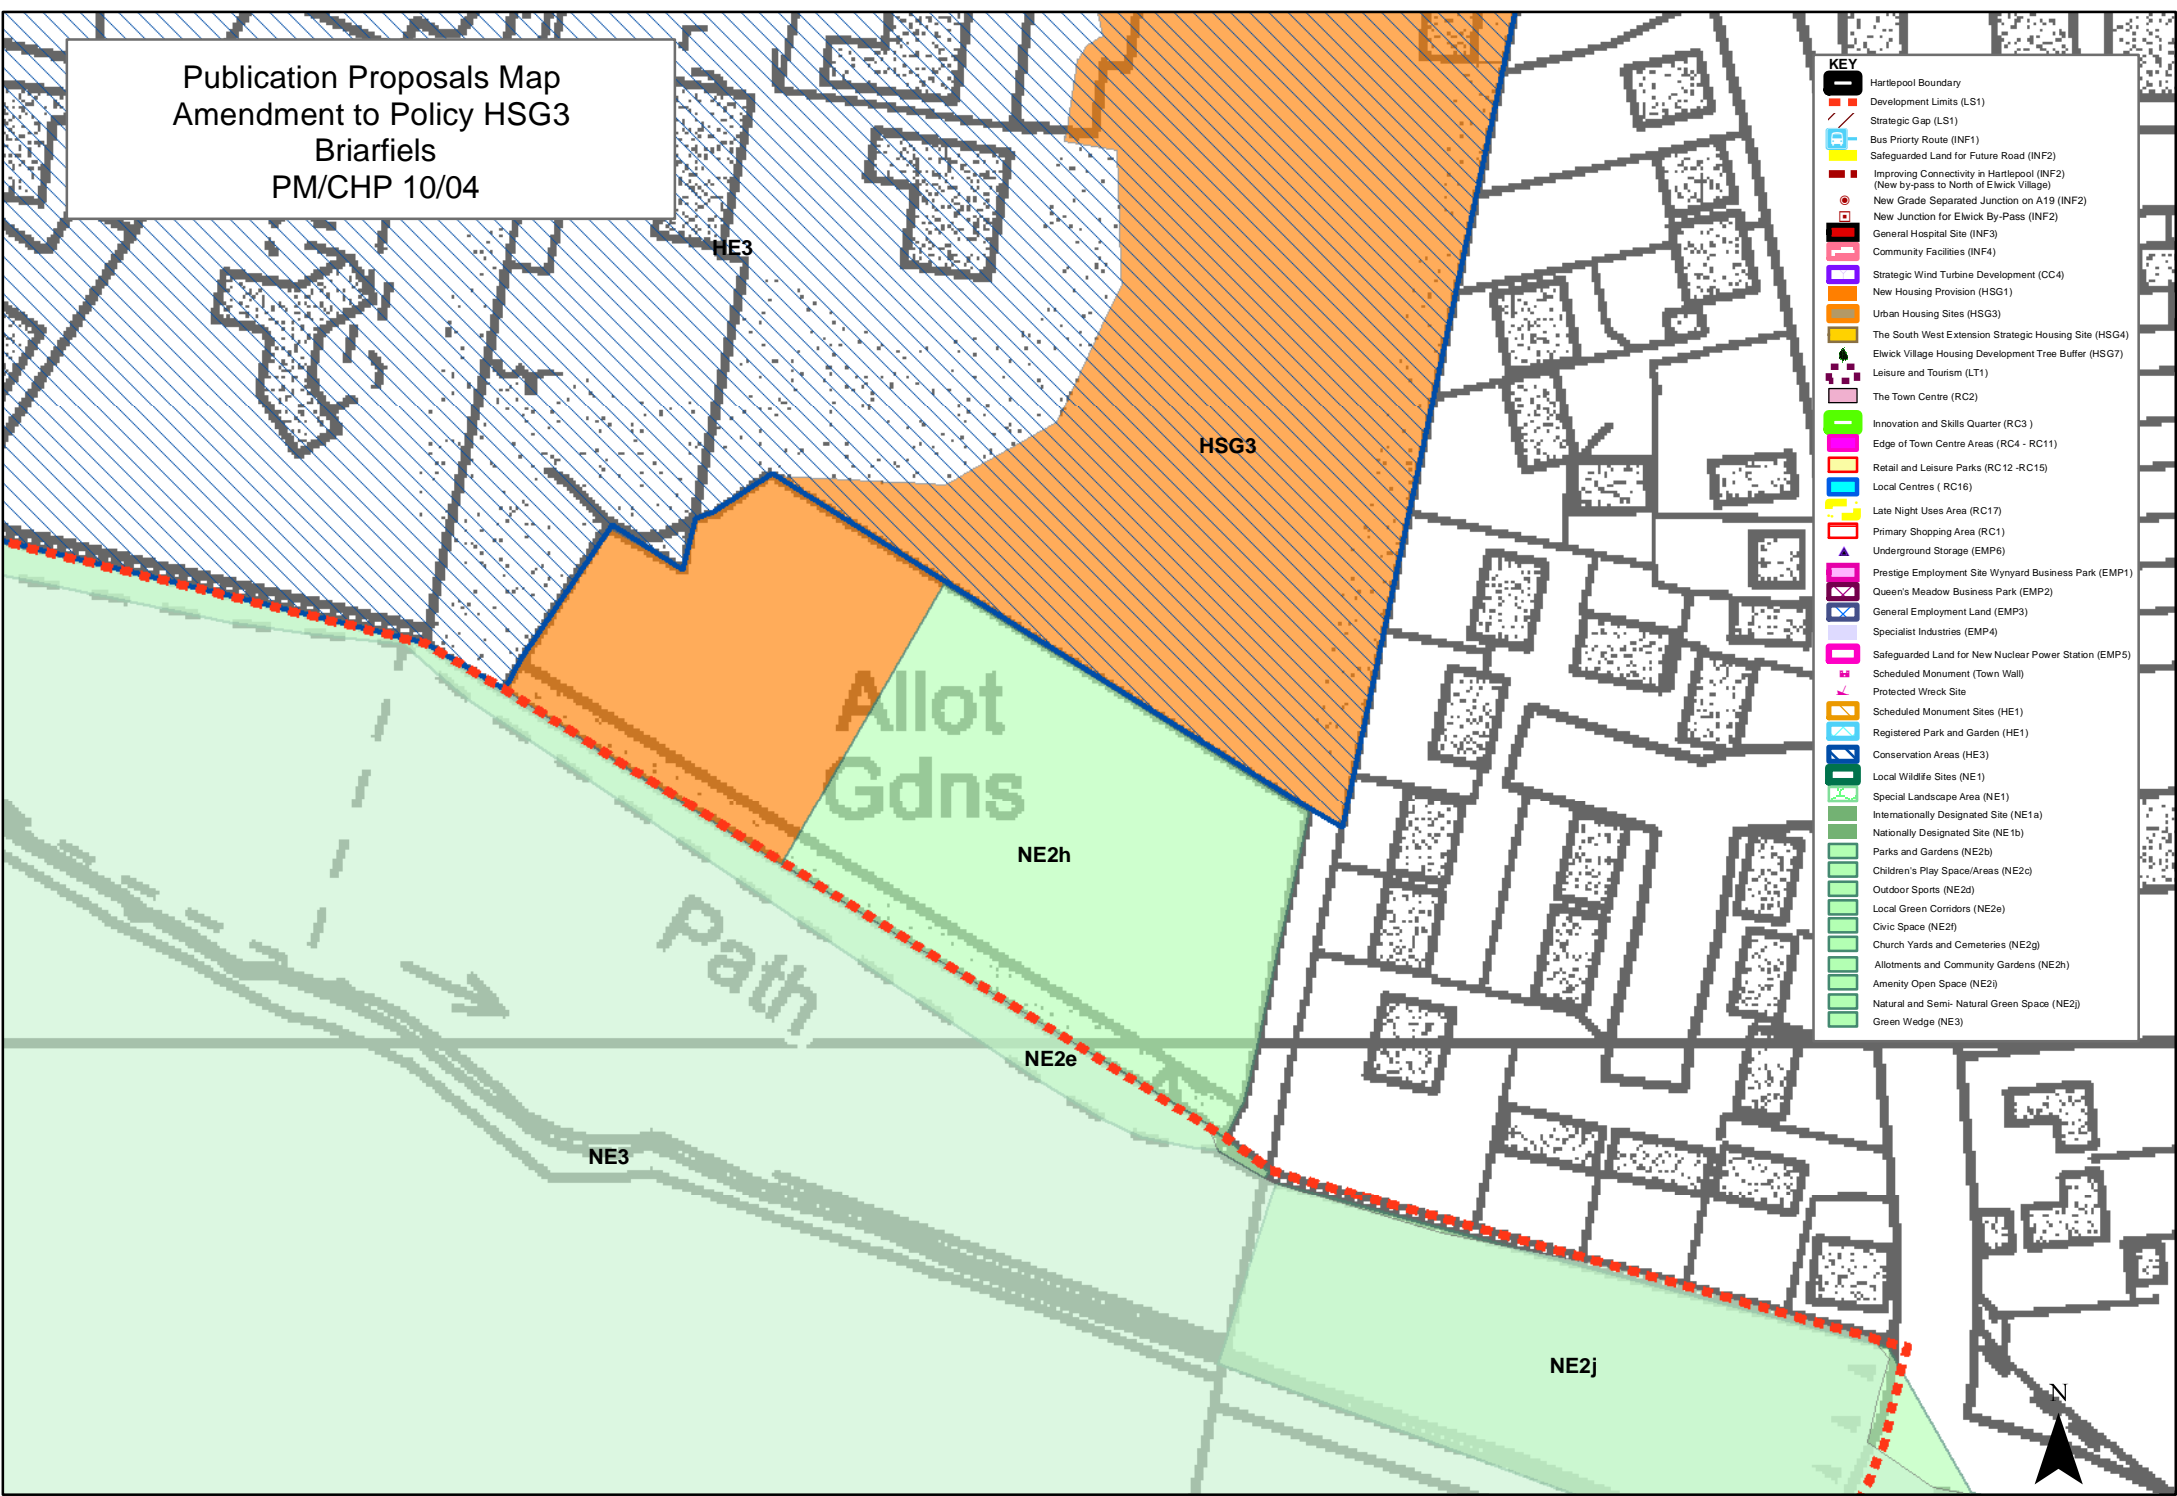 Publication Proposals Map
Amendment to Policy HSG3
Briarfiels
PM/CHP 10/04
HE3
HSG3
Allot
Gdns
NE2h
Path
NE2e
NE3
NE2j
KEY
Hartlepool Boundary
Development Limits (LS1)
Strategic Gap (LS1)
Bus Priorty Route (INF1)
Safeguarded Land for Future Road (INF2)
Improving Connectivity in Hartlepool (INF2)
(New by-pass to North of Elwick Village)
New Grade Separated Junction on A19 (INF2)
New Junction for Elwick By-Pass (INF2)
General Hospital Site (INF3)
Community Facilities (INF4)
Strategic Wind Turbine Development (CC4)
New Housing Provision (HSG1)
Urban Housing Sites (HSG3)
The South West Extension Strategic Housing Site (HSG4)
Elwick Village Housing Development Tree Buffer (HSG7)
Leisure and Tourism (LT1)
The Town Centre (RC2)
Innovation and Skills Quarter (RC3 )
Edge of Town Centre Areas (RC4 - RC11)
Retail and Leisure Parks (RC12 -RC15)
Local Centres ( RC16)
Late Night Uses Area (RC17)
Primary Shopping Area (RC1)
Underground Storage (EMP6)
Prestige Employment Site Wynyard Business Park (EMP1)
Queen's Meadow Business Park (EMP2)
General Employment Land (EMP3)
Specialist Industries (EMP4)
Safeguarded Land for New Nuclear Power Station (EMP5)
Scheduled Monument (Town Wall)
Protected Wreck Site
Scheduled Monument Sites (HE1)
Registered Park and Garden (HE1)
Conservation Areas (HE3)
Local Wildlife Sites (NE1)
Special Landscape Area (NE1)
Internationally Designated Site (NE1a)
Nationally Designated Site (NE1b)
Parks and Gardens (NE2b)
Children's Play Space/Areas (NE2c)
Outdoor Sports (NE2d)
Local Green Corridors (NE2e)
Civic Space (NE2f)
Church Yards and Cemeteries (NE2g)
Allotments and Community Gardens (NE2h)
Amenity Open Space (NE2i)
Natural and Semi- Natural Green Space (NE2j)
Green Wedge (NE3)
N